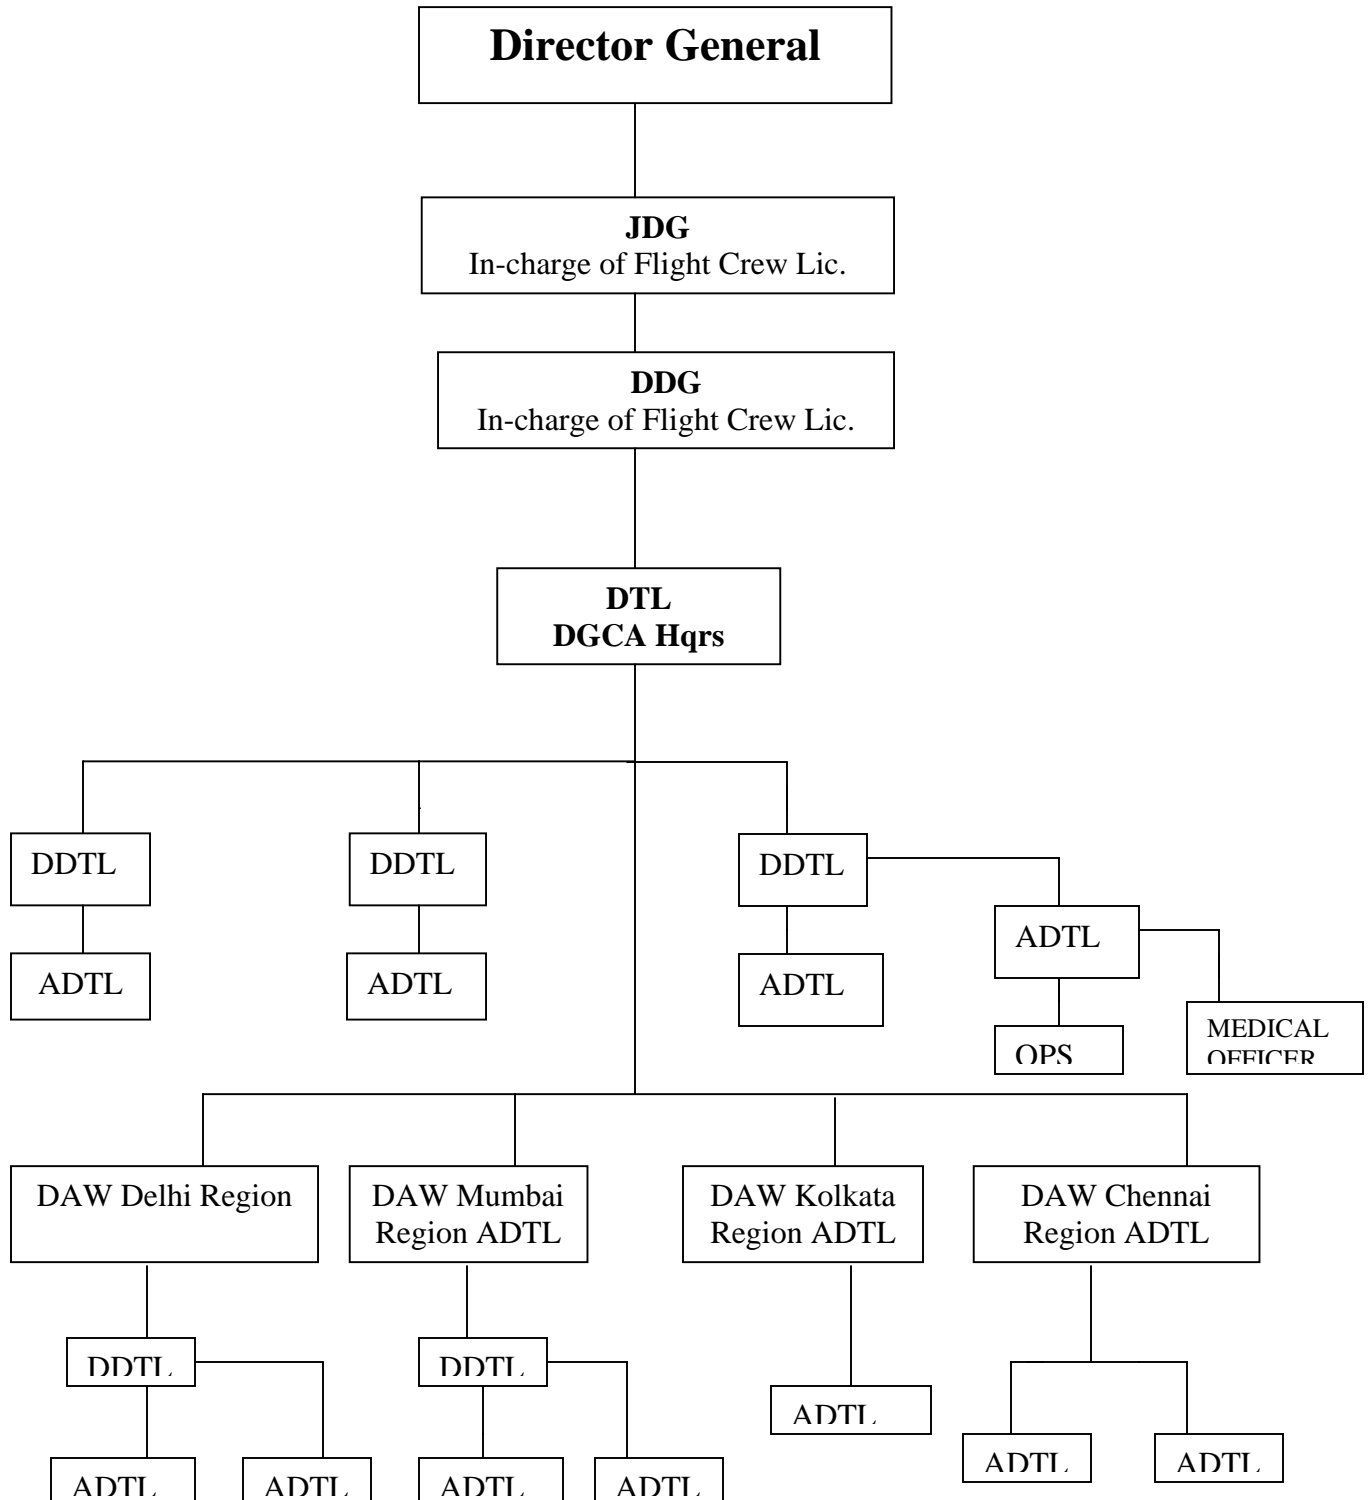 Director General
JDG
In-charge of Flight Crew Lic.
DDG
In-charge of Flight Crew Lic.
DTL
DGCA Hqrs
DDTL
DDTL
DDTL
ADTL
ADTL
ADTL
ADTL
OPS
MEDICAL
OFFICER
DAW Delhi Region
DAW Mumbai
Region ADTL
DAW Kolkata
Region ADTL
DAW Chennai
Region ADTL
DDTL
DDTL
ADTL
ADTL
ADTL
ADTL
ADTL
ADTL
ADTL